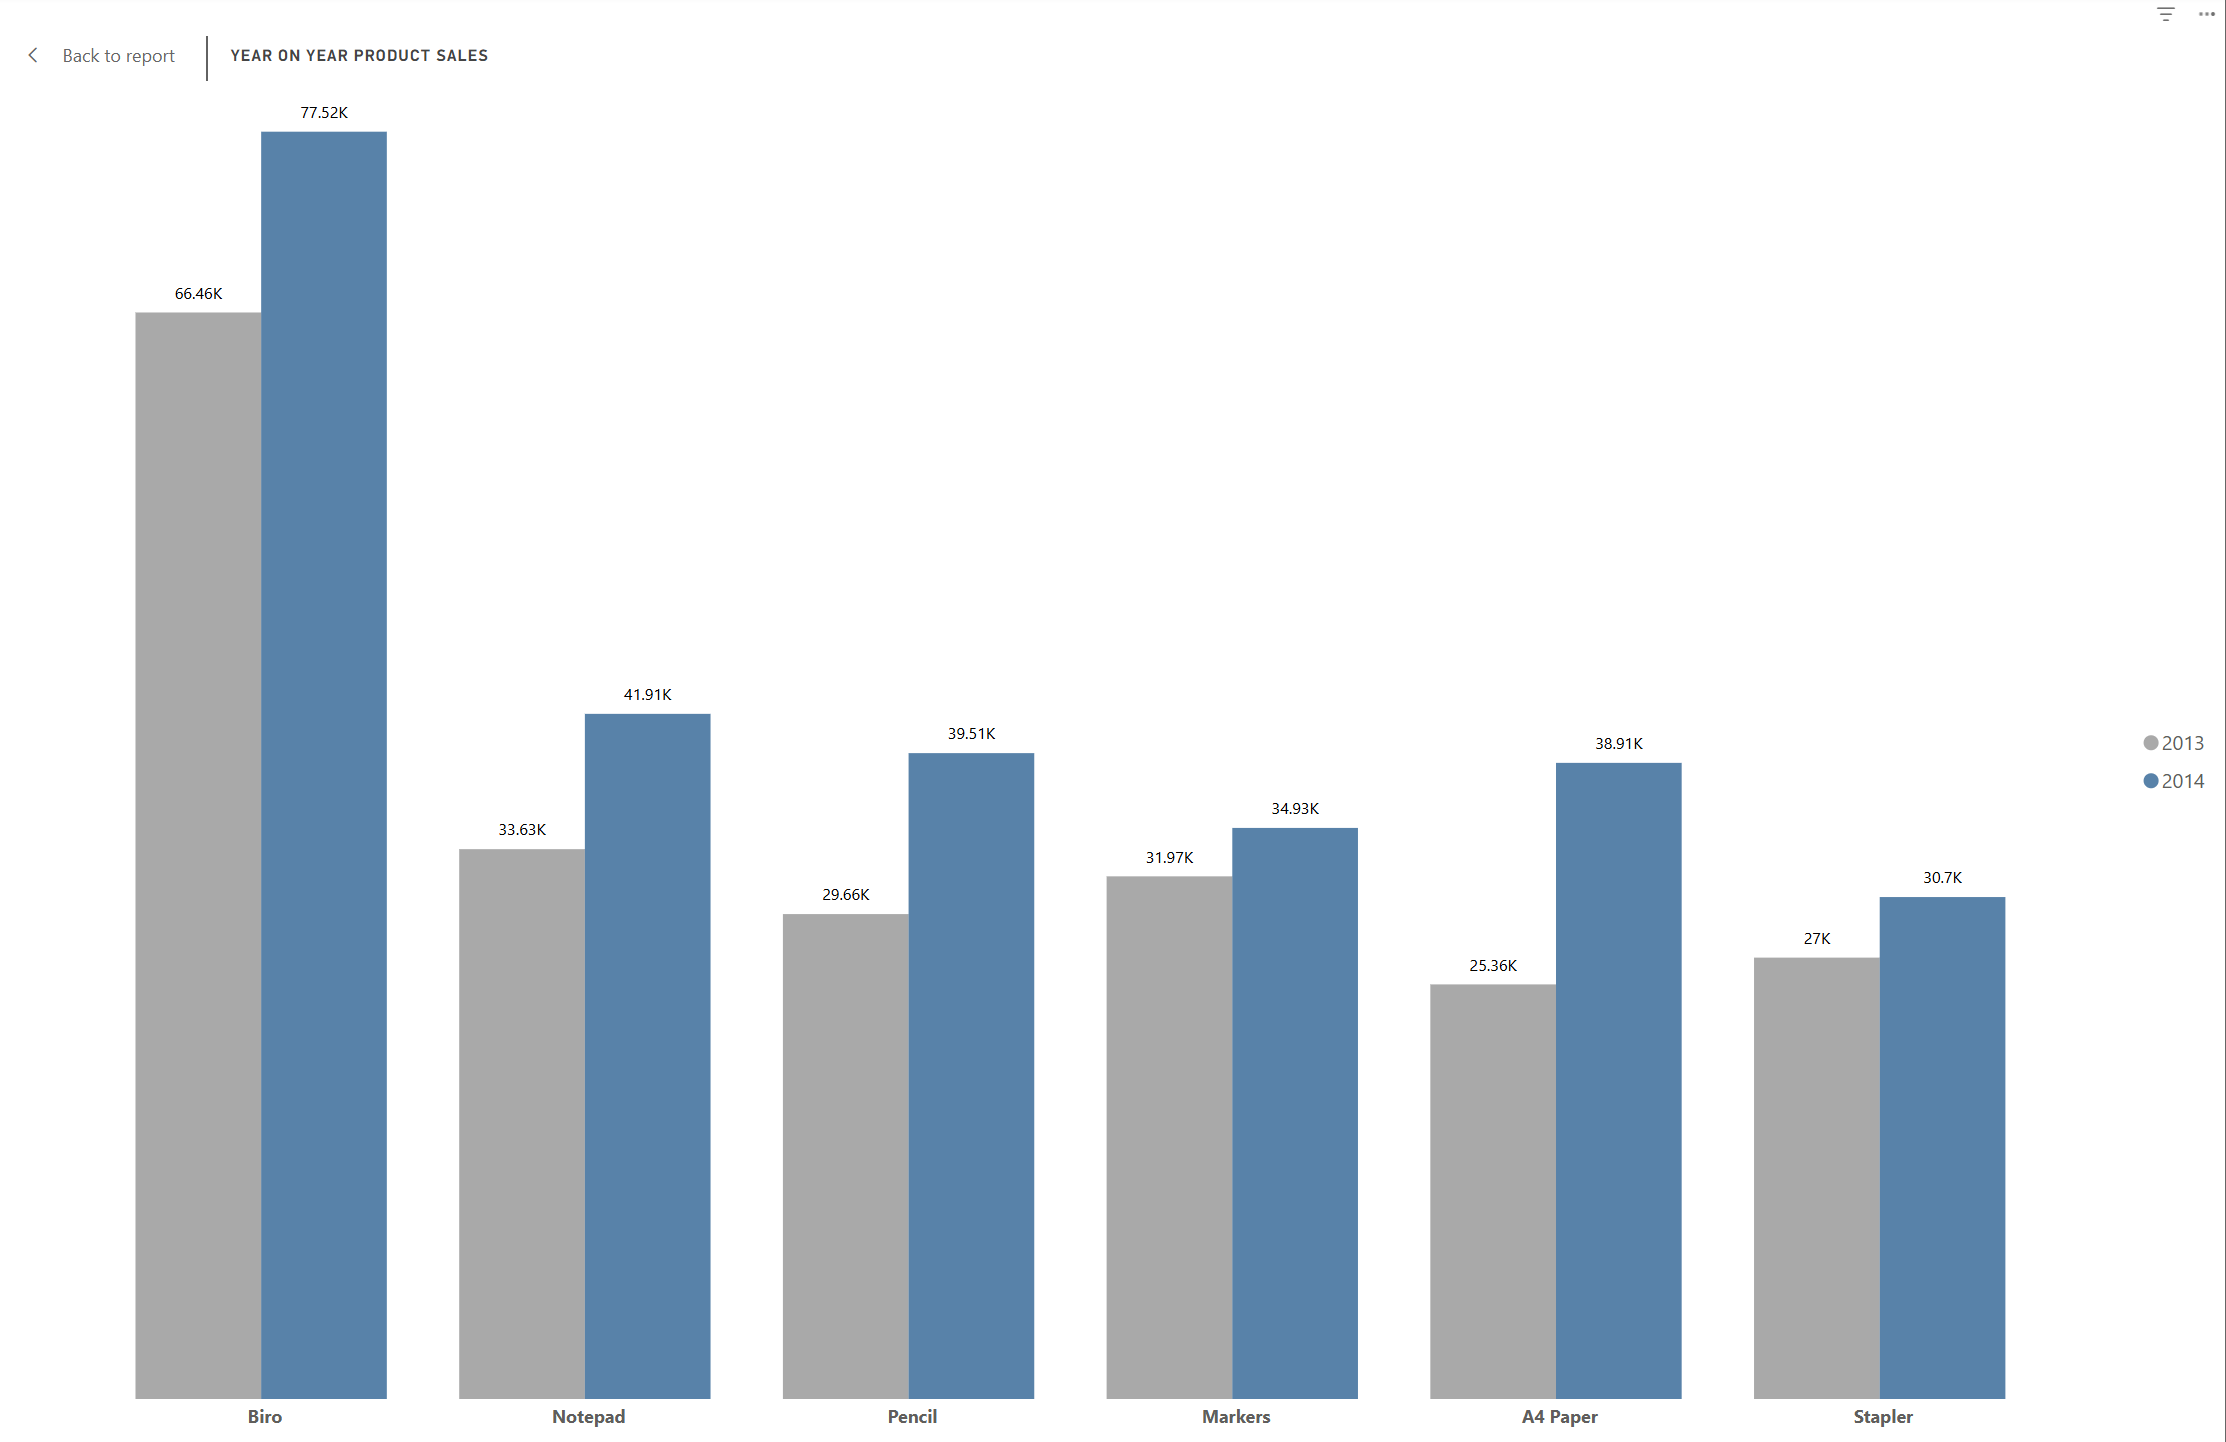 Back to report
YEAR ON YEAR PRODUCT SALES
77.52K
66.46K
41.91K
33.63K
39.51K
29.66K
34.93K
31.97K
38.91K
25.36K
30.7K
27K
2013
2014
Biro
Notepad
Pencil
Markers
A4 Paper
Stapler